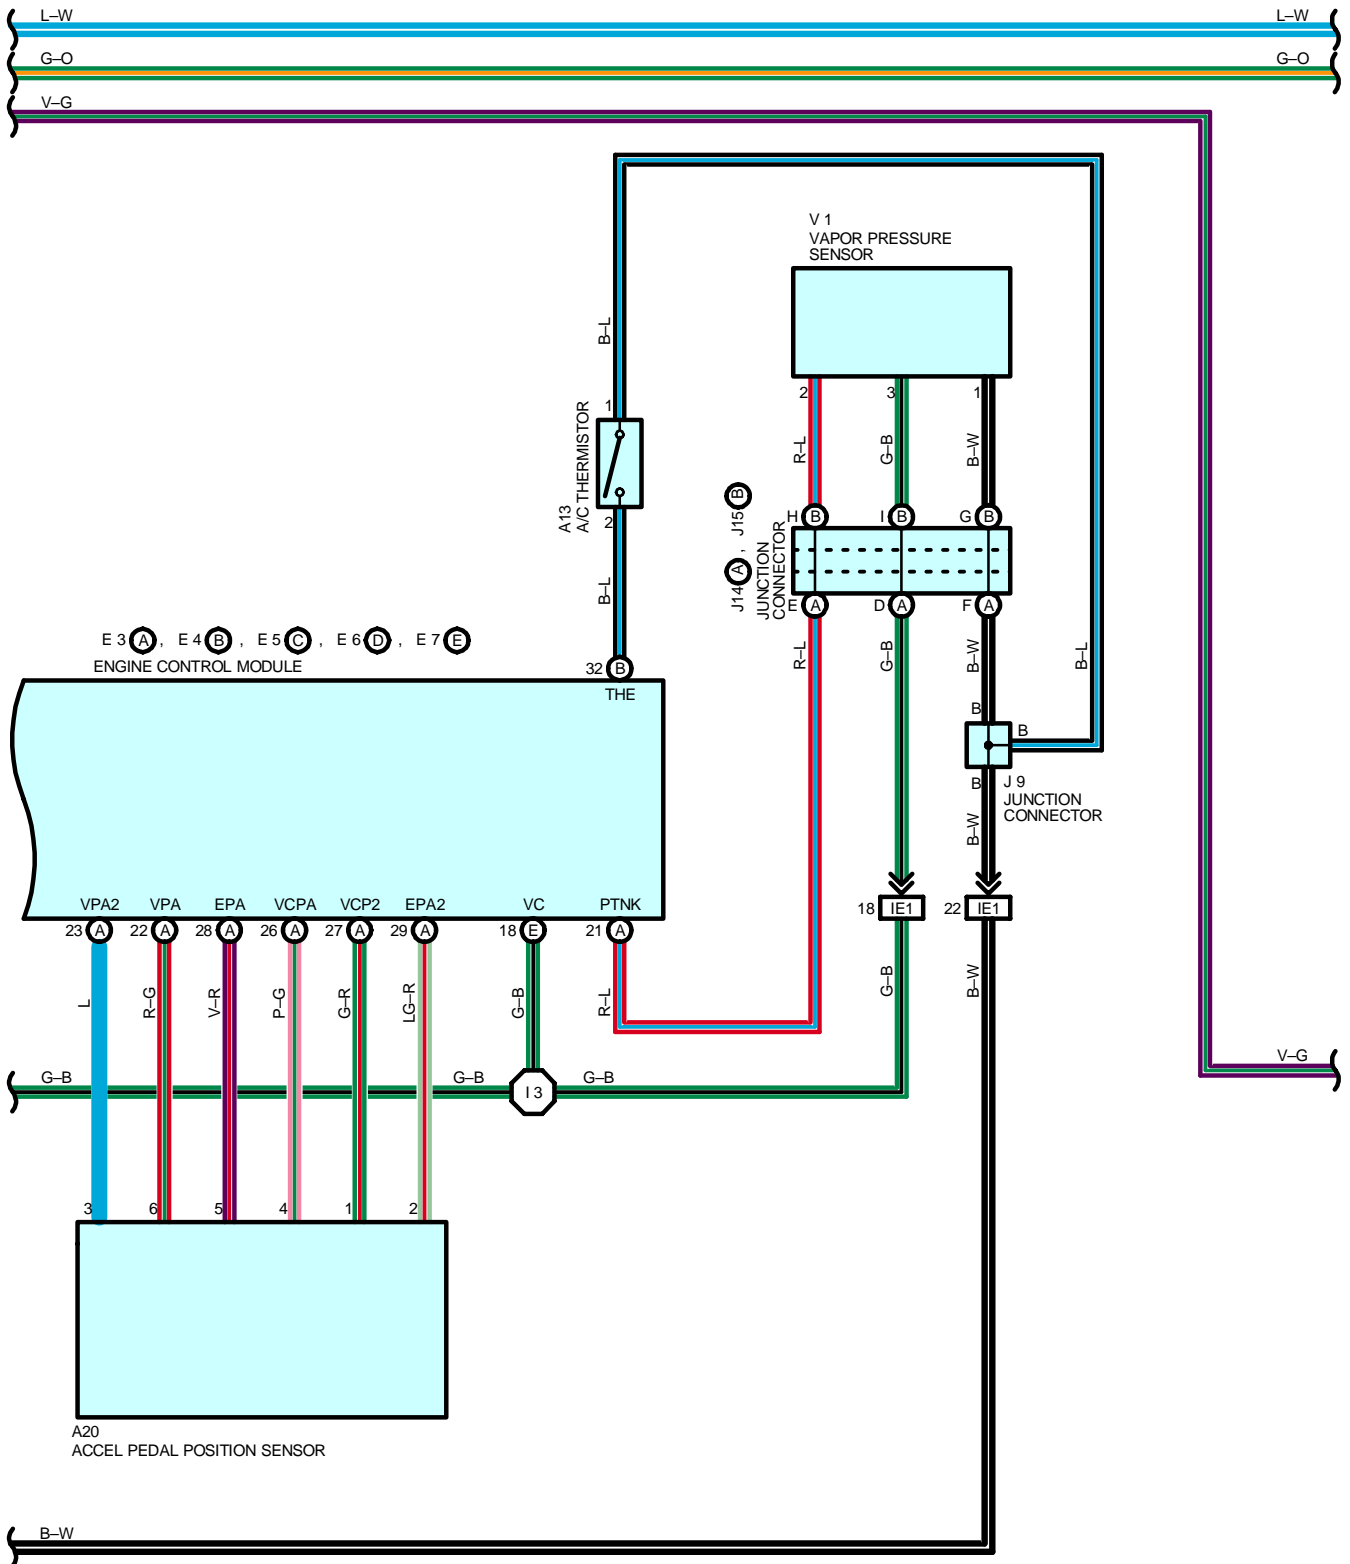 L–W L–W
G–O G–O
V–G
V 1
VAPOR PRESSURE
SENSOR
B–L
1
A13
A/C THERMISTOR
2
B–L
2 3 1
R–L G–B B–W
J14 A , J15 B
JUNCTION
CONNECTOR
H B I B G B
E A D A F A
R–L G–B B–W B–L
E 3 A , E 4 B , E 5 C , E 6 D , E 7 E
ENGINE CONTROL MODULE
32 B
THE
B
B
B
J 9
JUNCTION
CONNECTOR
B–W
VPA2 VPA EPA VCPA VCP2 EPA2 VC PTNK
23 A 22 A 28 A 26 A 27 A 29 A 18 E 21 A
18 IE1 22 IE1
L R–G V–R P–G G–R LG–R G–B R–L G–B B–W
V–G
G–B G–B G–B
I 3
3 6 5 4 1 2
A20
ACCEL PEDAL POSITION SENSOR
B–W